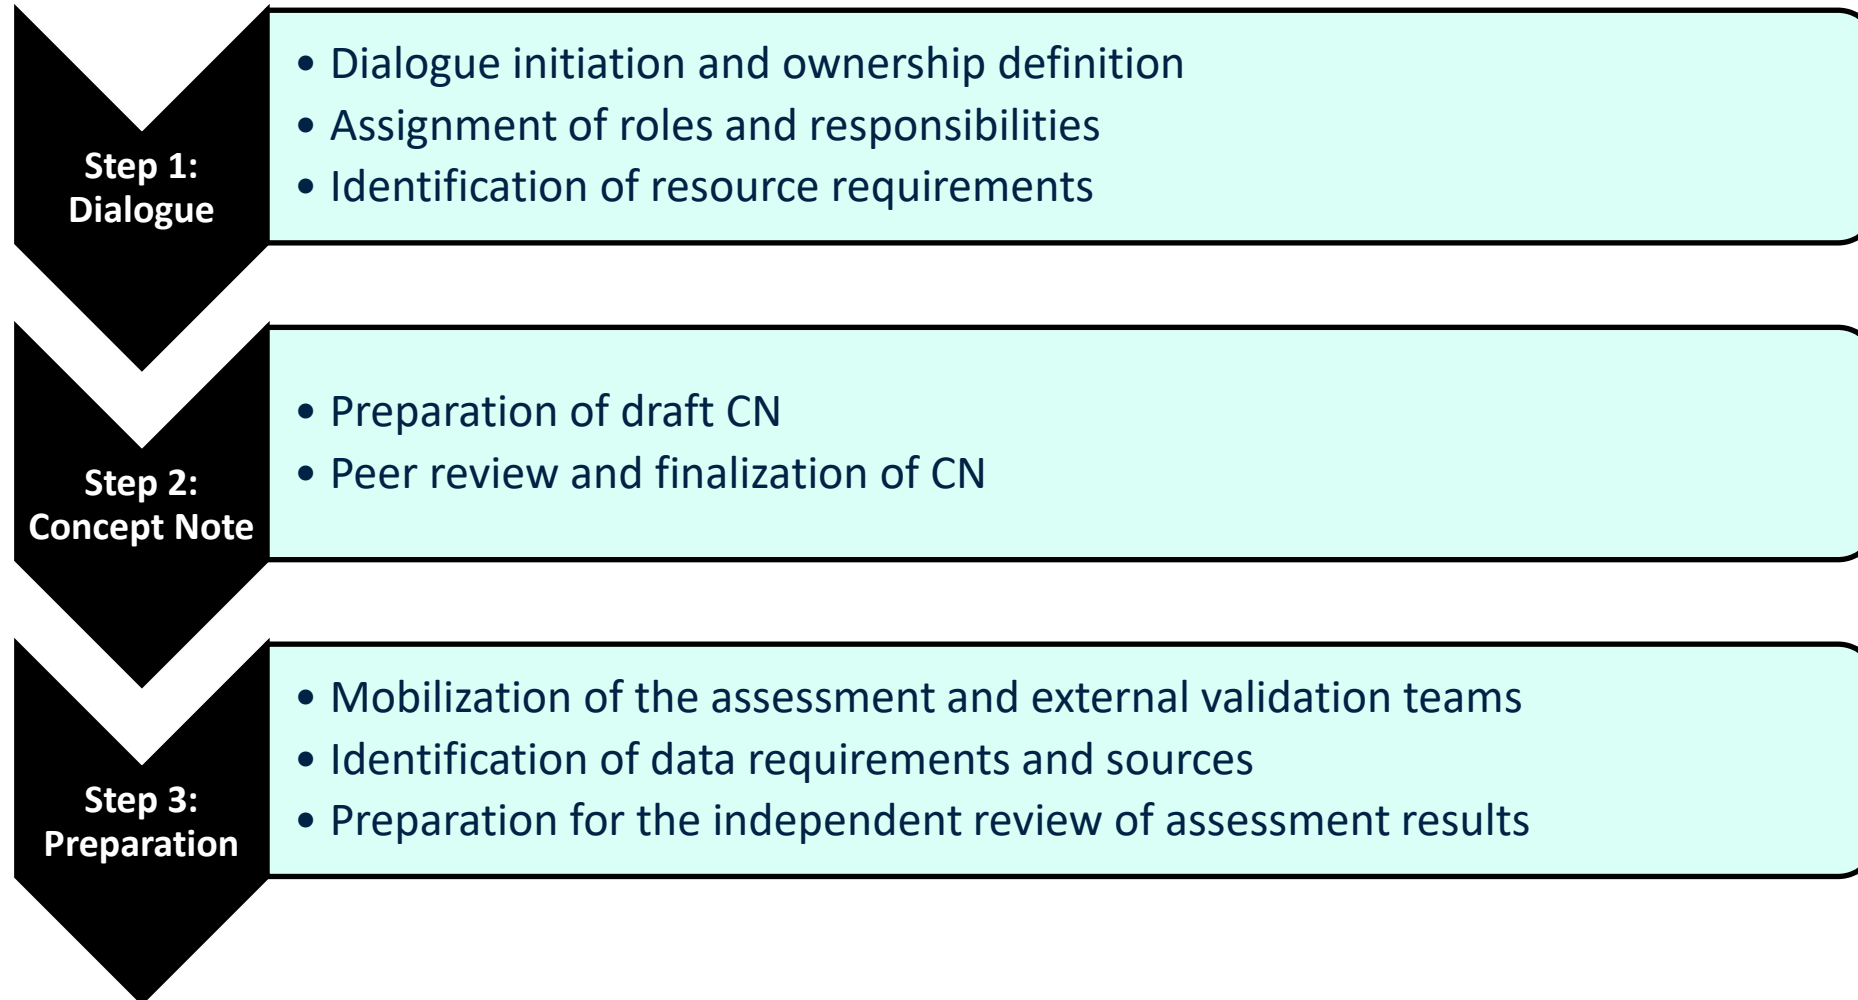 Step 1:
Dialogue
• Dialogue initiation and ownership definition
• Assignment of roles and responsibilities
• Identification of resource requirements
Step 2:
Concept Note
• Preparation of draft CN
• Peer review and finalization of CN
Step 3:
Preparation
• Mobilization of the assessment and external validation teams
• Identification of data requirements and sources
• Preparation for the independent review of assessment results